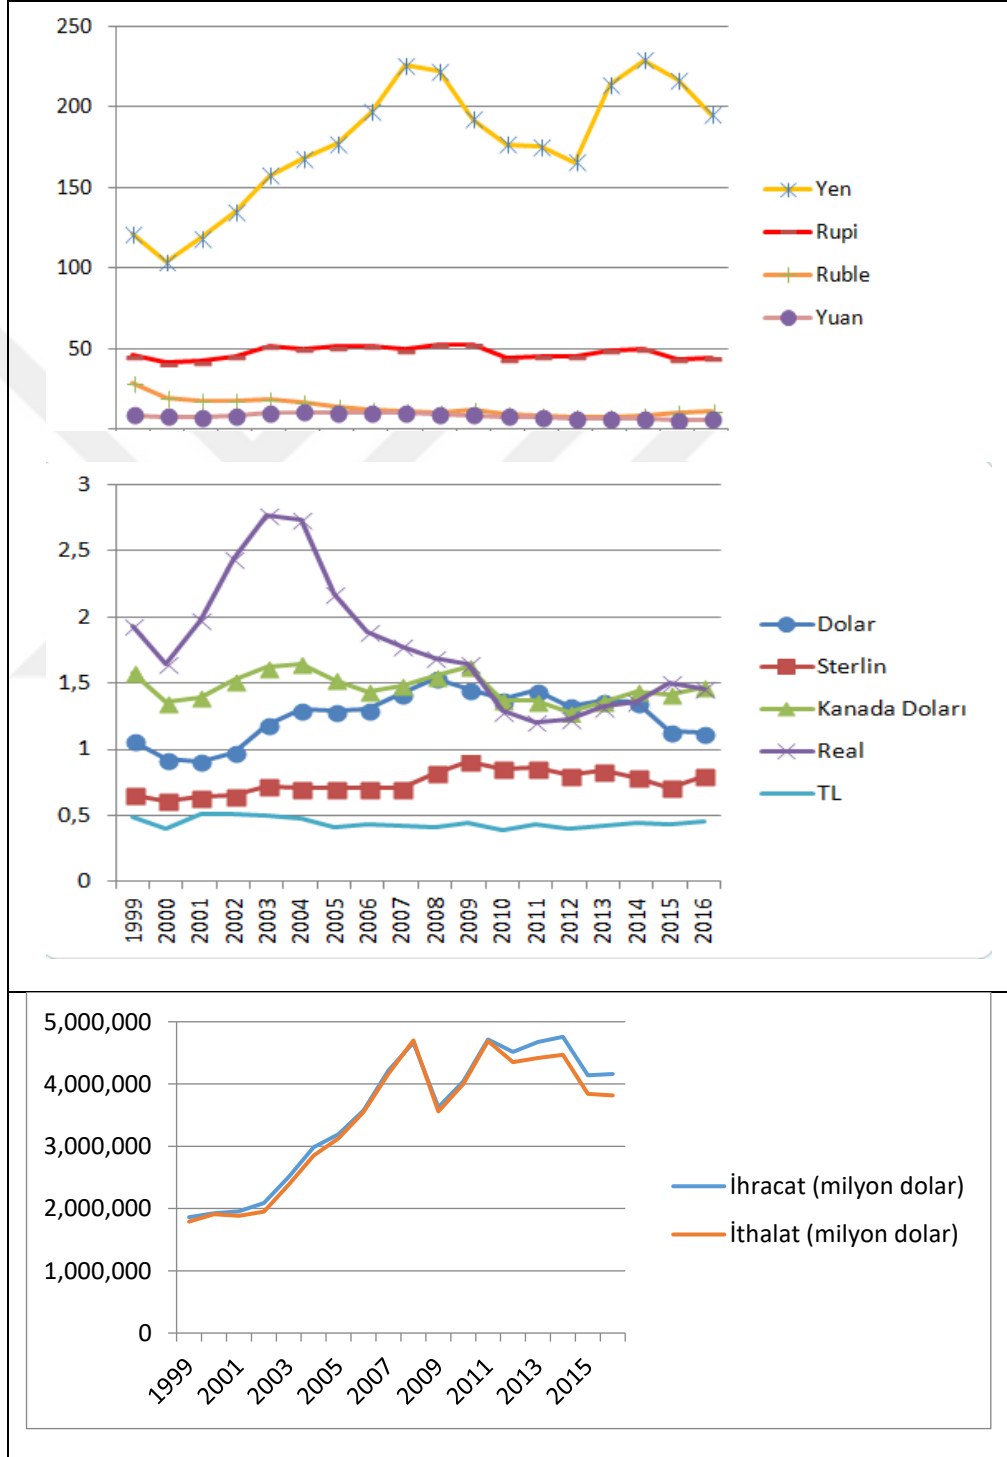 250
200
150
100
50
Yen
Rupi
Ruble
Yuan
3
2,5
2
1,5
1
0,5
0
Dolar
Sterlin
Kanada Doları
Real
TL
1999 2000 2001 2002 2003 2004 2005 2006 2007 2008 2009 2010 2011 2012 2013 2014 2015 2016
5,000,000
4,000,000
3,000,000
2,000,000
1,000,000
0
İhracat (milyon dolar)
İthalat (milyon dolar)
1999 2001 2003 2005 2007 2009 2011 2013 2015